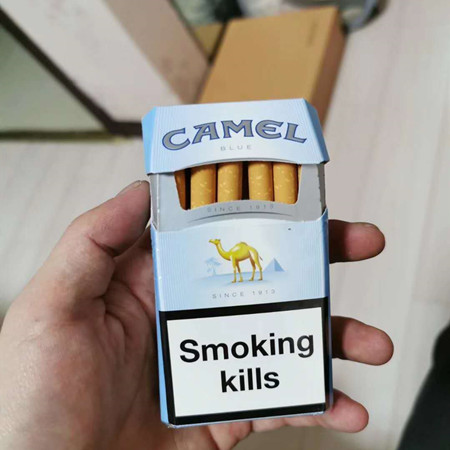 CAMEL
BLUE
SINCE 1913
SINCE 1913
Smoking
kills